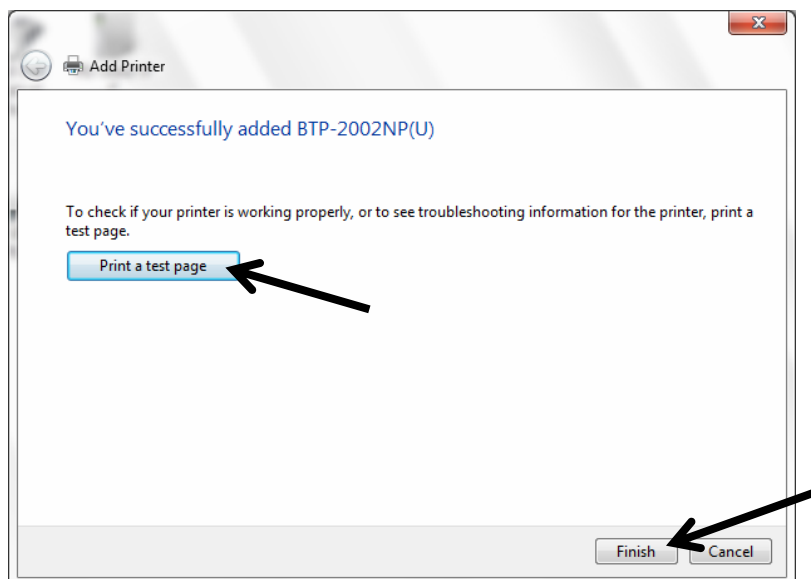 Add Printer
You've successfully added BTP-2002NP(U)
To check if your printer is working properly, or to see troubleshooting information for the printer, print a
test page.
Print a test page
Finish Cancel